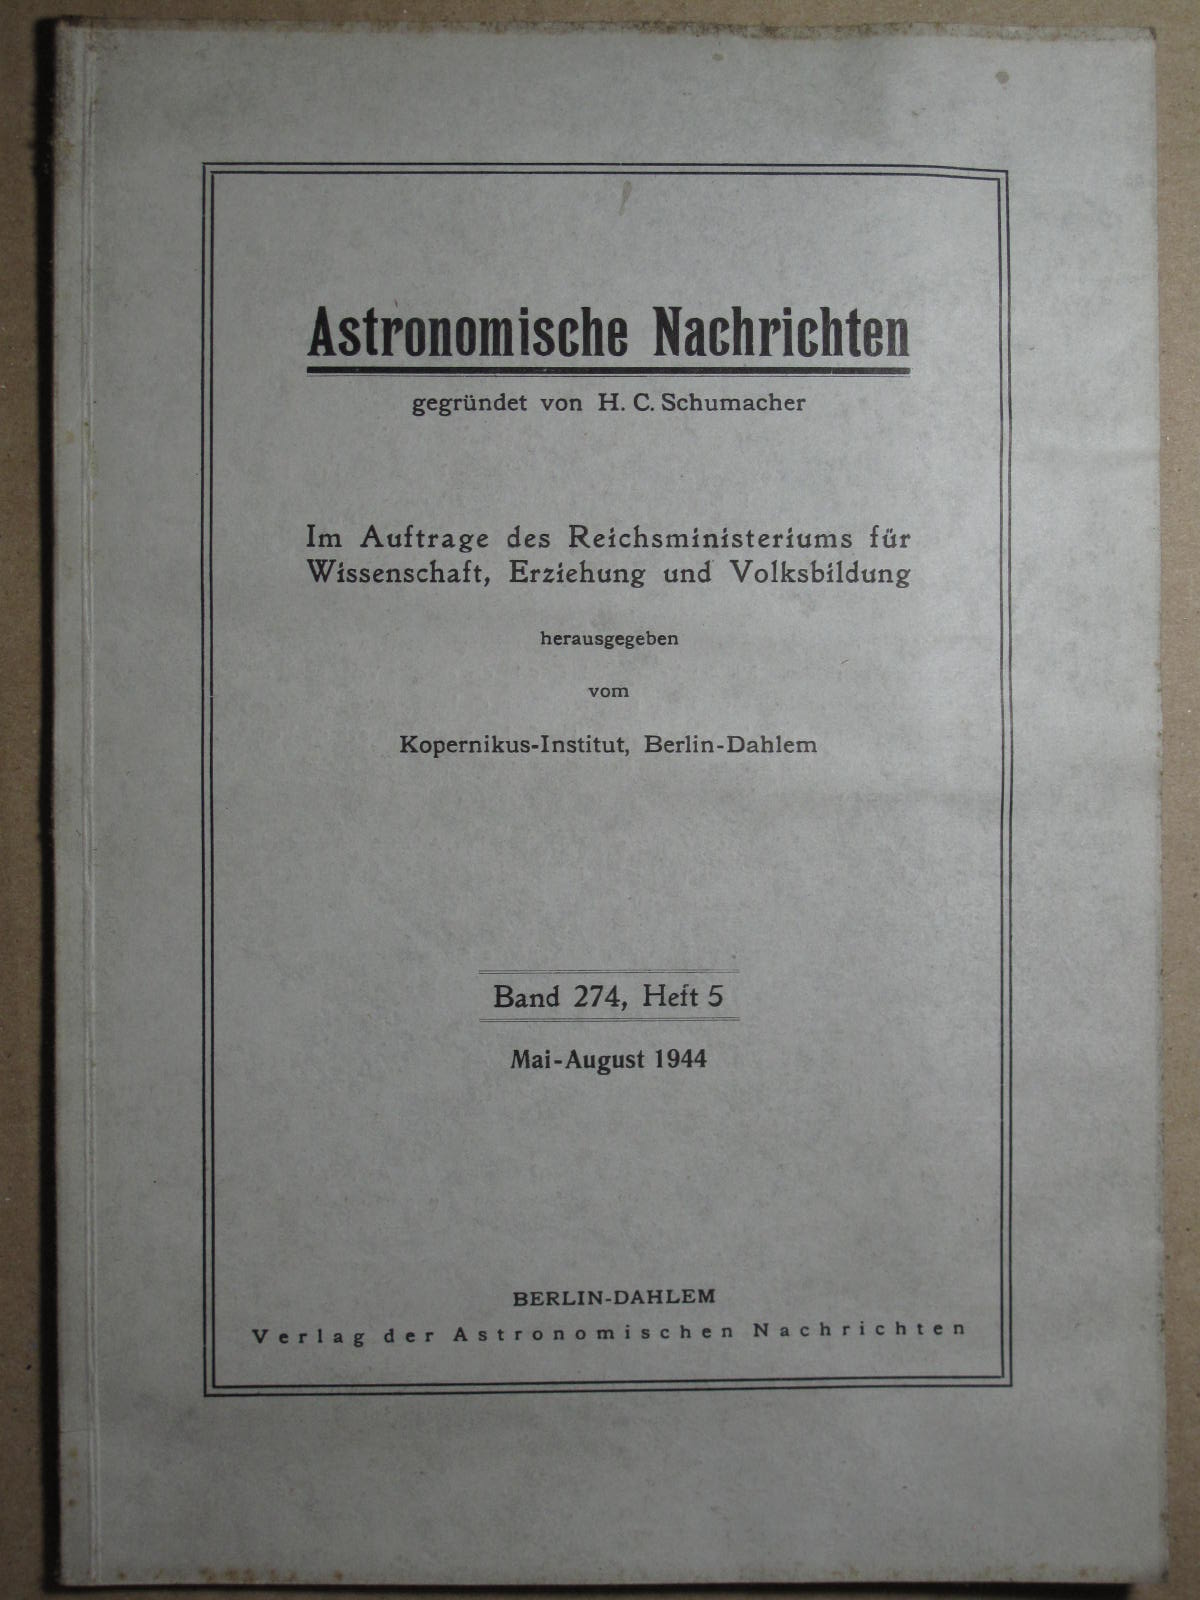 Astronomische Nachrichten
gegründet von H. C. Schumacher
Im Auftrage des Reichsministeriums für
Wissenschaft, Erziehung und Volksbildung
herausgegeben
vom
Kopernikus-Institut, Berlin-Dahlem
Band 274, Heft 5
Mai-August 1944
BERLIN-DAHLEM
Verlag der Astronomischen Nachrichten